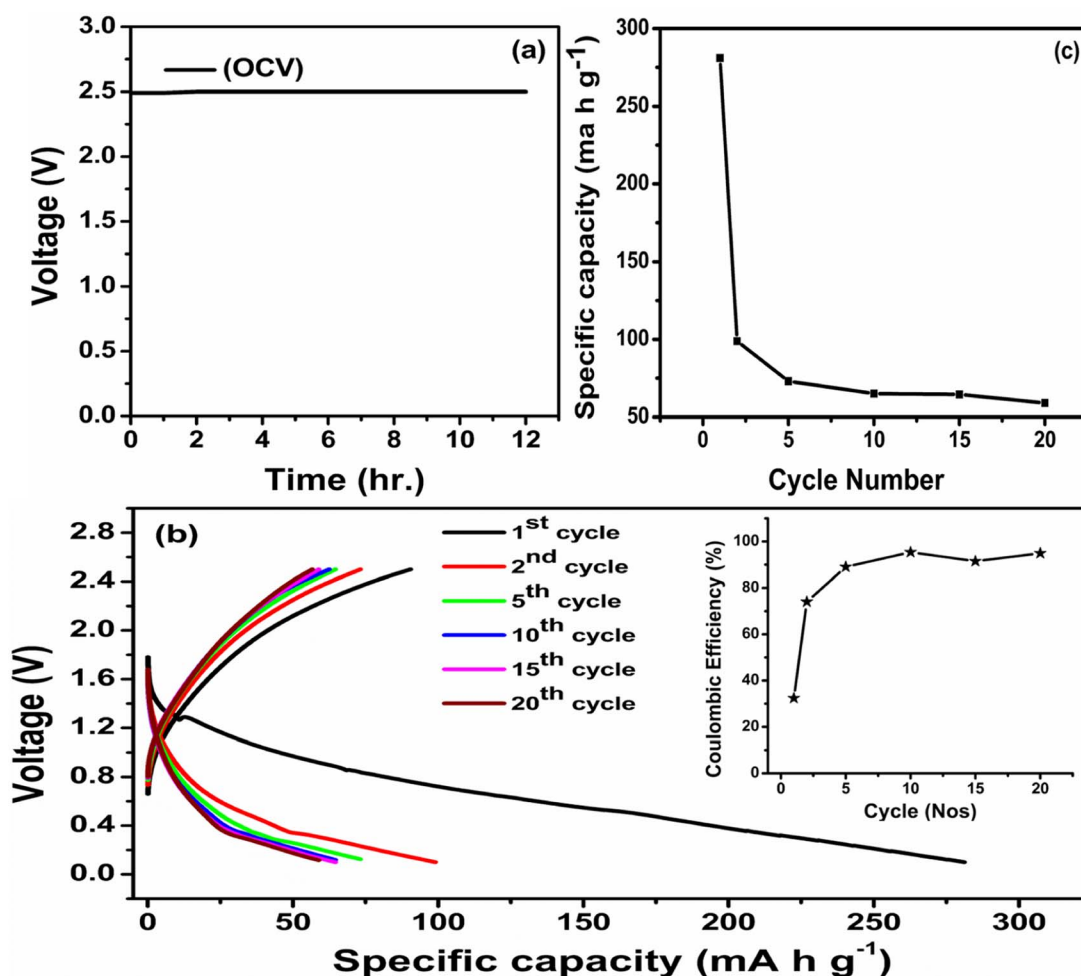 (a)
(OCV)
3.0
2.5
2.0
1.5
1.0
0.5
0.0
Voltage (V)
0 2 4 6 8 10 12
Time (hr.)
(c)
300
250
200
150
100
50
Specific capacity (ma h g⁻¹)
0 5 10 15 20
Cycle Number
(b)
2.8
2.4
2.0
1.6
1.2
0.8
0.4
0.0
Voltage (V)
1st cycle
2nd cycle
5th cycle
10th cycle
15th cycle
20th cycle
100
80
60
40
20
0
Coulombic Efficiency (%)
0 5 10 15 20
Cycle (Nos)
0 50 100 150 200 250 300
Specific capacity (mA h g⁻¹)